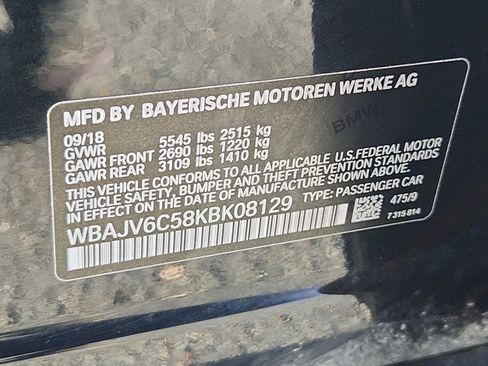 MFD BY BAYERISCHE MOTOREN WERKE AG
09/18
GVWR 5545 lbs 2515 kg
GAWR FRONT 2690 lbs 1220 kg
GAWR REAR 3109 lbs 1410 kg
THIS VEHICLE CONFORMS TO ALL APPLICABLE U.S.FEDERAL MOTOR
VEHICLE SAFETY, BUMPER AND THEFT PREVENTION STANDARDS
IN EFFECT ON THE DATE OF MANUFACTURE SHOWN ABOVE.
WBAJV6C58KBK08129 TYPE: PASSENGER CAR
475/9
7 315 814
BMW